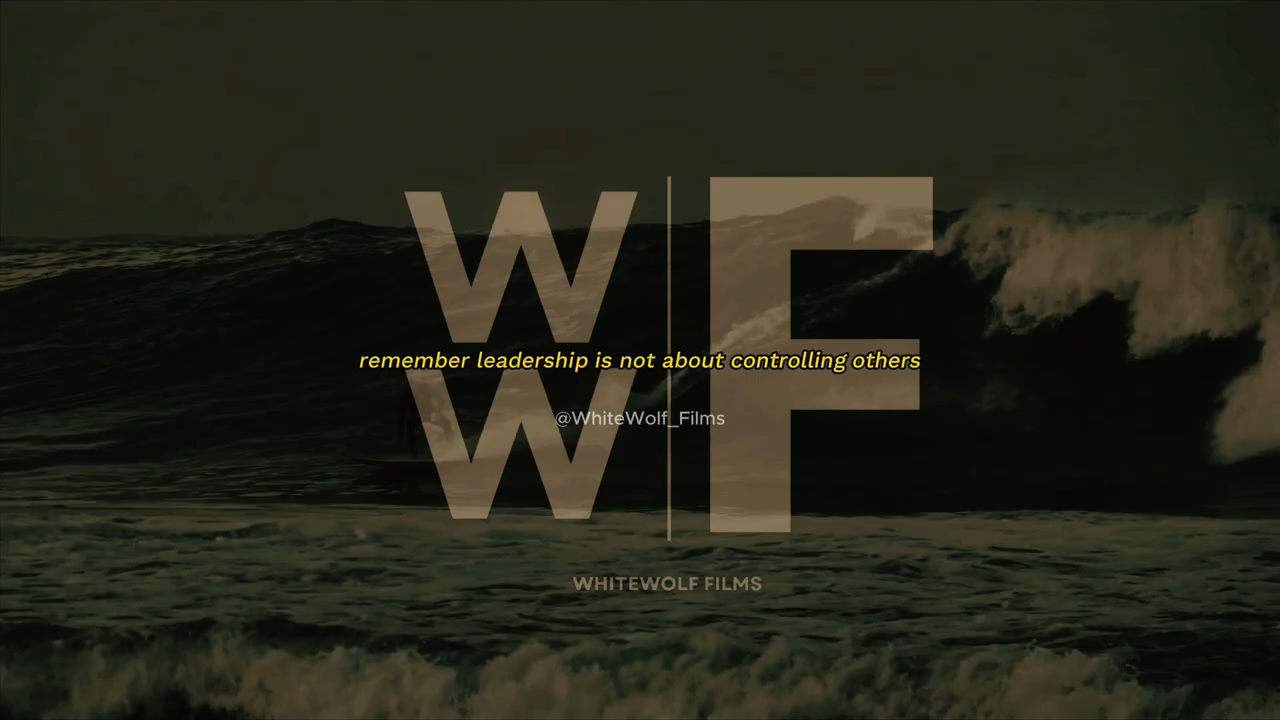 W
F
remember leadership is not about controlling others
W
@WhiteWolf_Films
WHITEWOLF FILMS